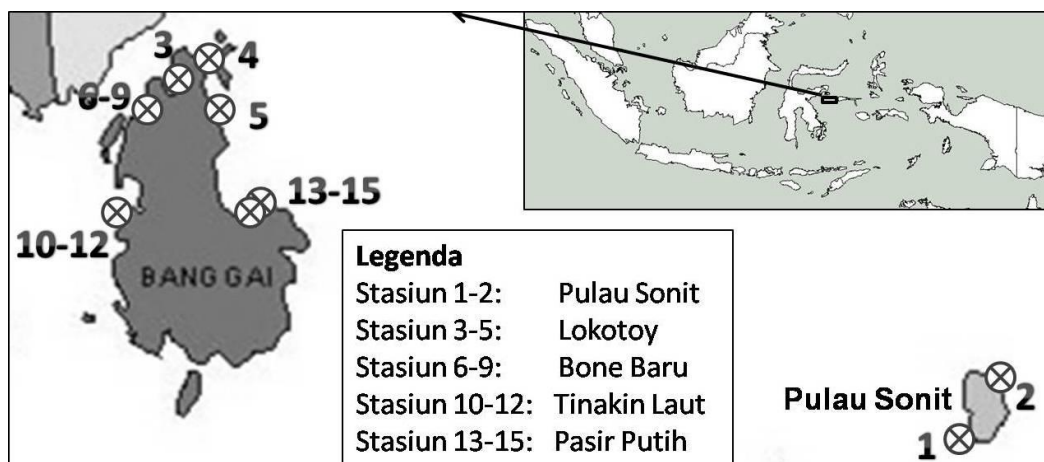 3
4
6-9
5
13-15
10-12
BANGGAI
Legenda
Stasiun 1-2: Pulau Sonit
Stasiun 3-5: Lokotoy
Stasiun 6-9: Bone Baru
Stasiun 10-12: Tinakin Laut
Stasiun 13-15: Pasir Putih
Pulau Sonit
2
1